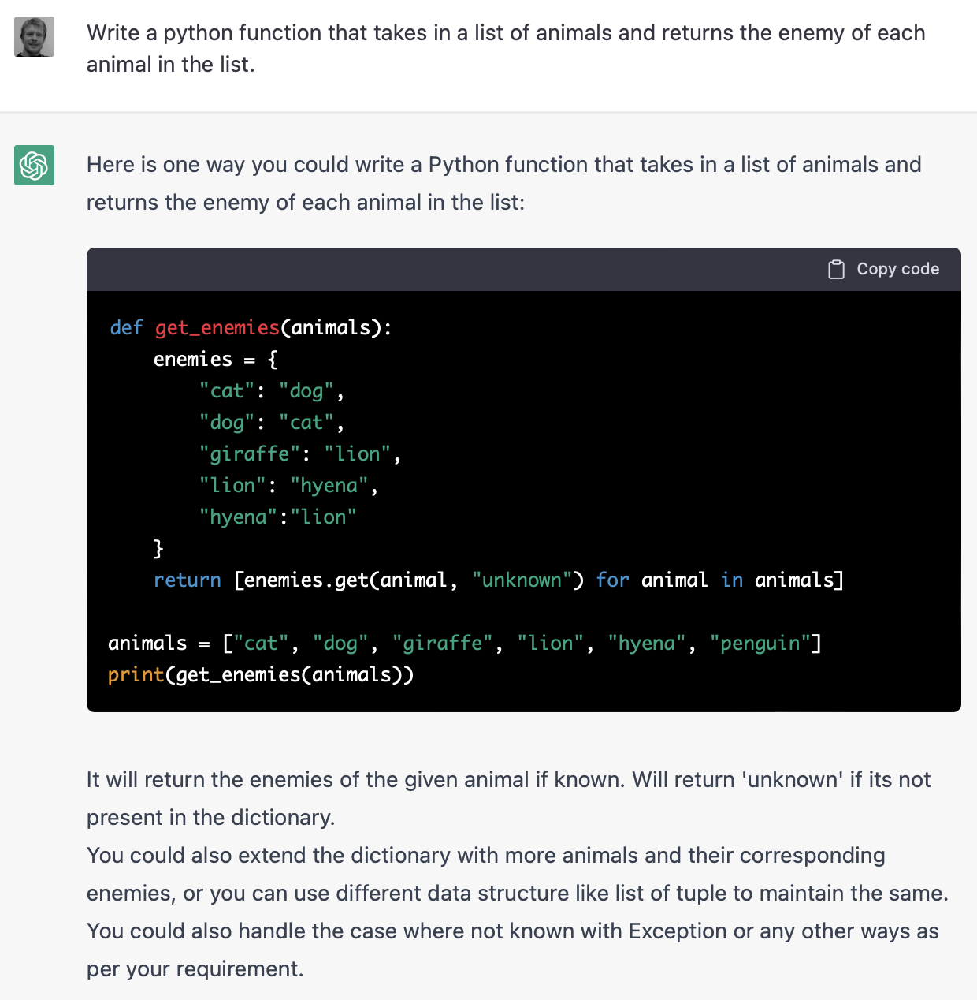 Write a python function that takes in a list of animals and returns the enemy of each
animal in the list.
Here is one way you could write a Python function that takes in a list of animals and
returns the enemy of each animal in the list:
Copy code
def get_enemies(animals):
    enemies = {
        "cat": "dog",
        "dog": "cat",
        "giraffe": "lion",
        "lion": "hyena",
        "hyena":"lion"
    }
    return [enemies.get(animal, "unknown") for animal in animals]
animals = ["cat", "dog", "giraffe", "lion", "hyena", "penguin"]
print(get_enemies(animals))
It will return the enemies of the given animal if known. Will return 'unknown' if its not
present in the dictionary.
You could also extend the dictionary with more animals and their corresponding
enemies, or you can use different data structure like list of tuple to maintain the same.
You could also handle the case where not known with Exception or any other ways as
per your requirement.